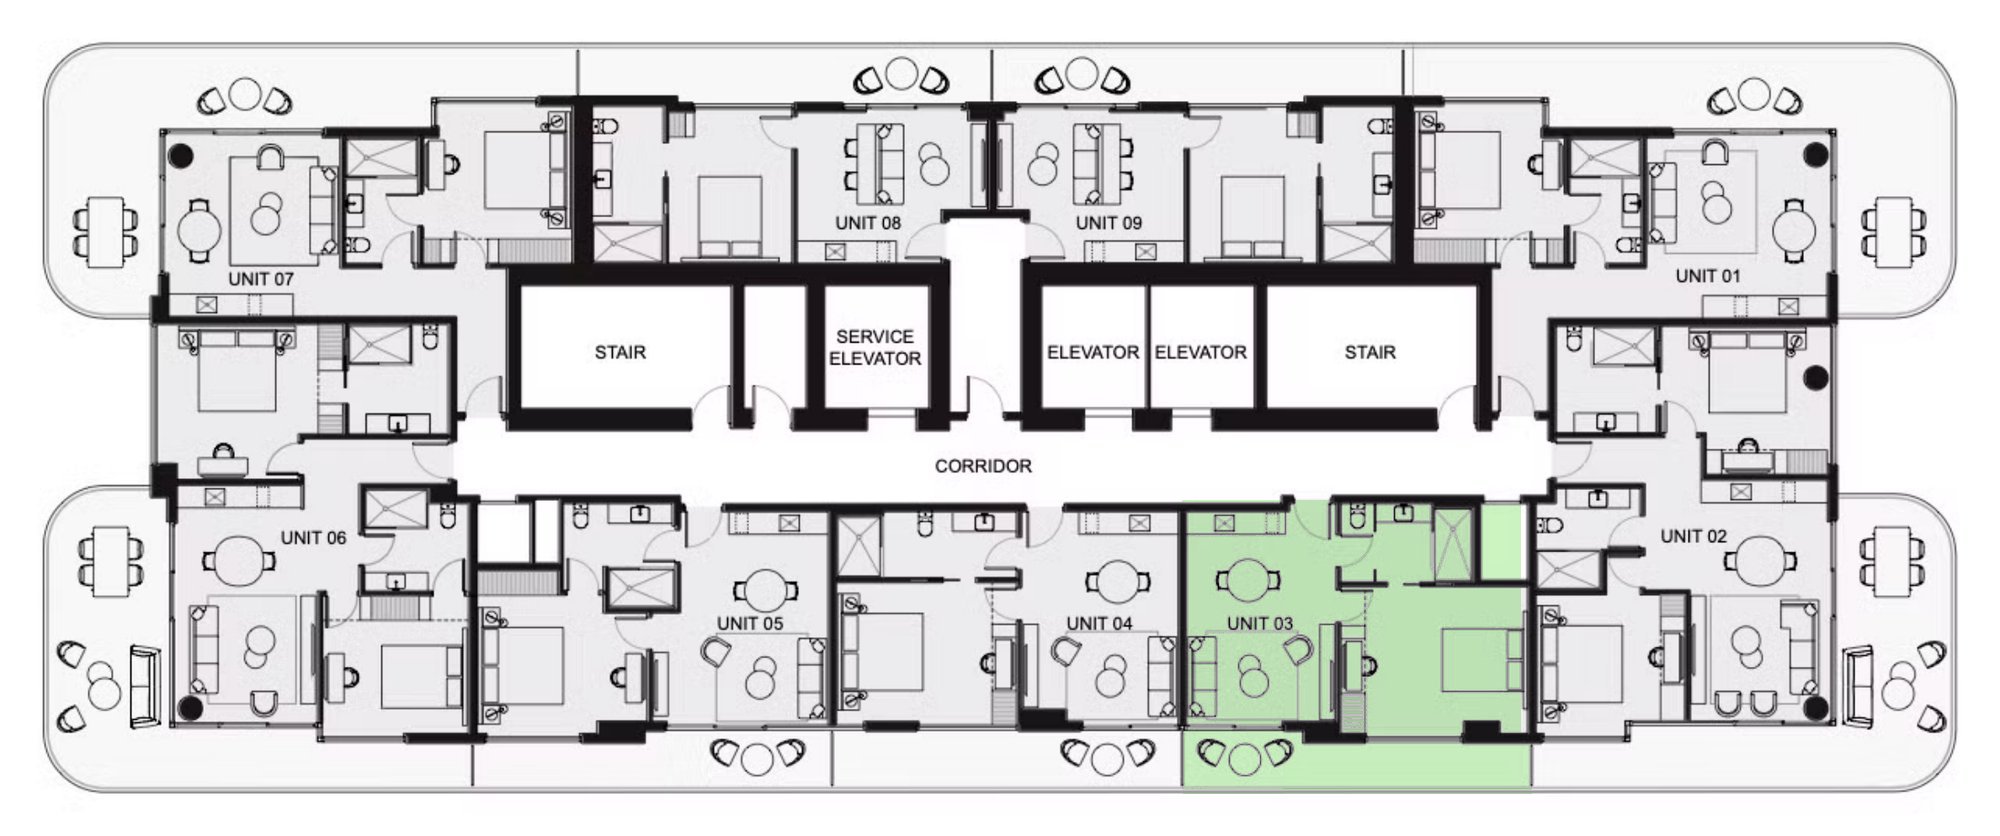 UNIT 08
UNIT 09
UNIT 07
UNIT 01
STAIR
SERVICE
ELEVATOR
ELEVATOR
ELEVATOR
STAIR
CORRIDOR
UNIT 06
UNIT 02
UNIT 05
UNIT 04
UNIT 03